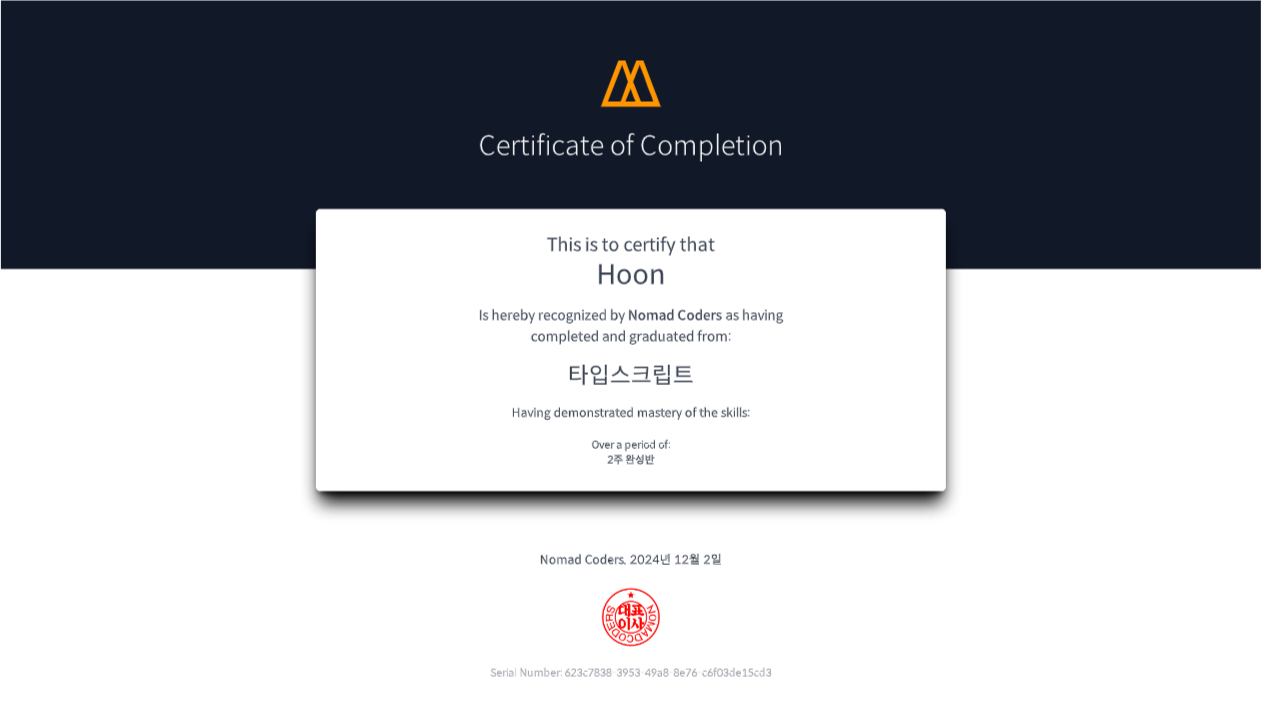 Certificate of Completion
This is to certify that
Hoon
Is hereby recognized by Nomad Coders as having
completed and graduated from:
타입스크립트
Having demonstrated mastery of the skills:
Over a period of:
2주 완성반
Nomad Coders, 2024년 12월 2일
대표
이사
NOMADCODERS
Serial Number: 623c7838-3953-49a8-8e76-c6f03de15cd3